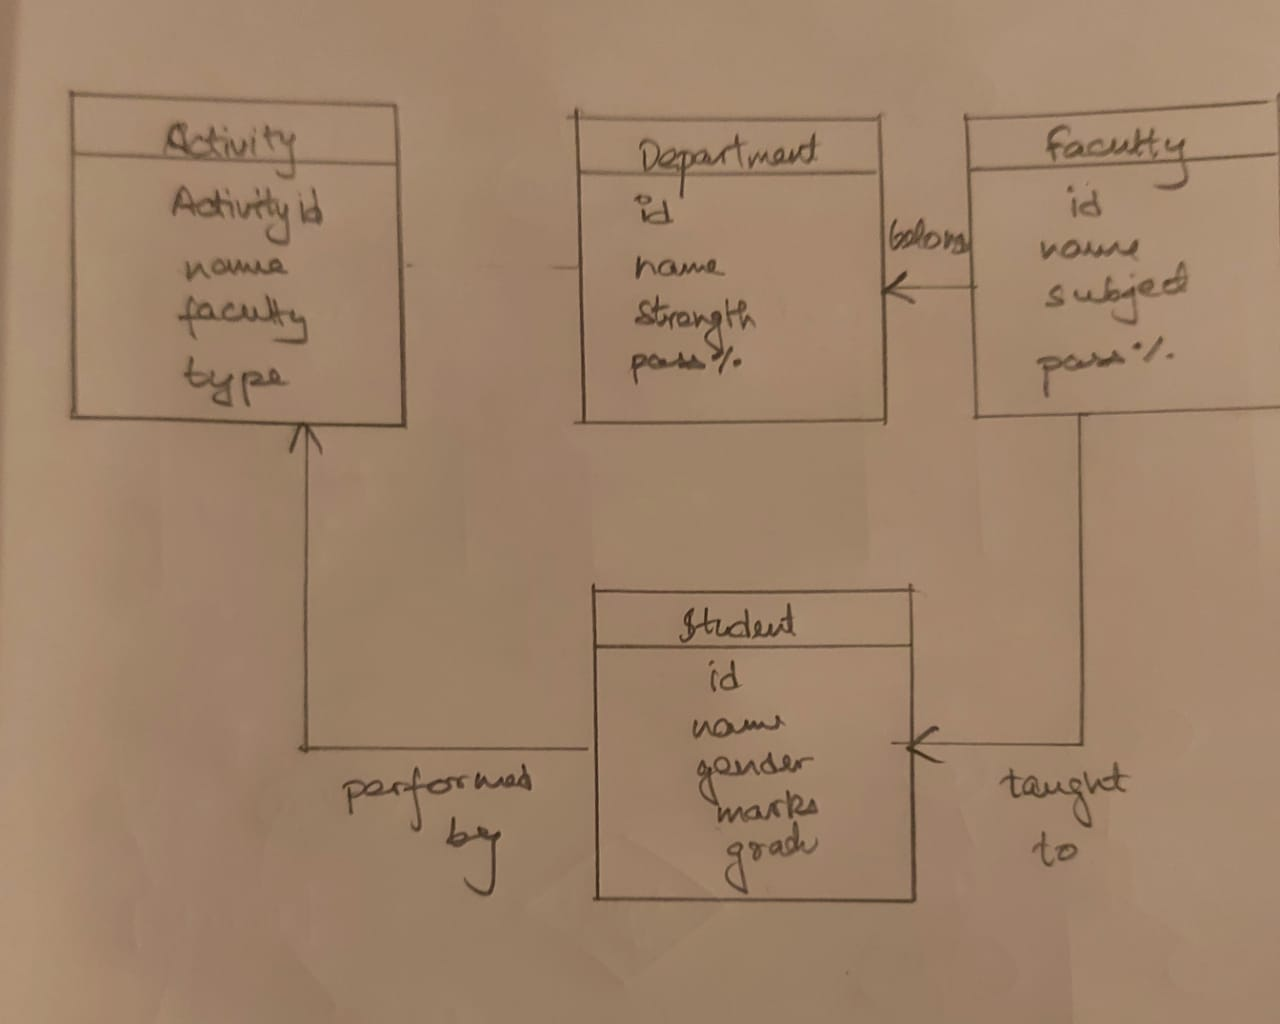 Activity
Activity id
name
faculty
type
Department
id
name
strength
pass%
belong
Faculty
id
name
subject
pass%
Student
id
name
gender
marks
grade
performed
by
taught
to